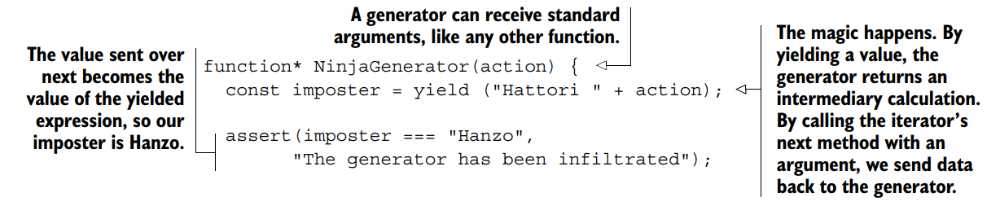 A generator can receive standard
arguments, like any other function.
The value sent over
next becomes the
value of the yielded
expression, so our
imposter is Hanzo.
function* NinjaGenerator(action) {
const imposter = yield ("Hattori " + action);
assert(imposter === "Hanzo",
"The generator has been infiltrated");
The magic happens. By
yielding a value, the
generator returns an
intermediary calculation.
By calling the iterator’s
next method with an
argument, we send data
back to the generator.